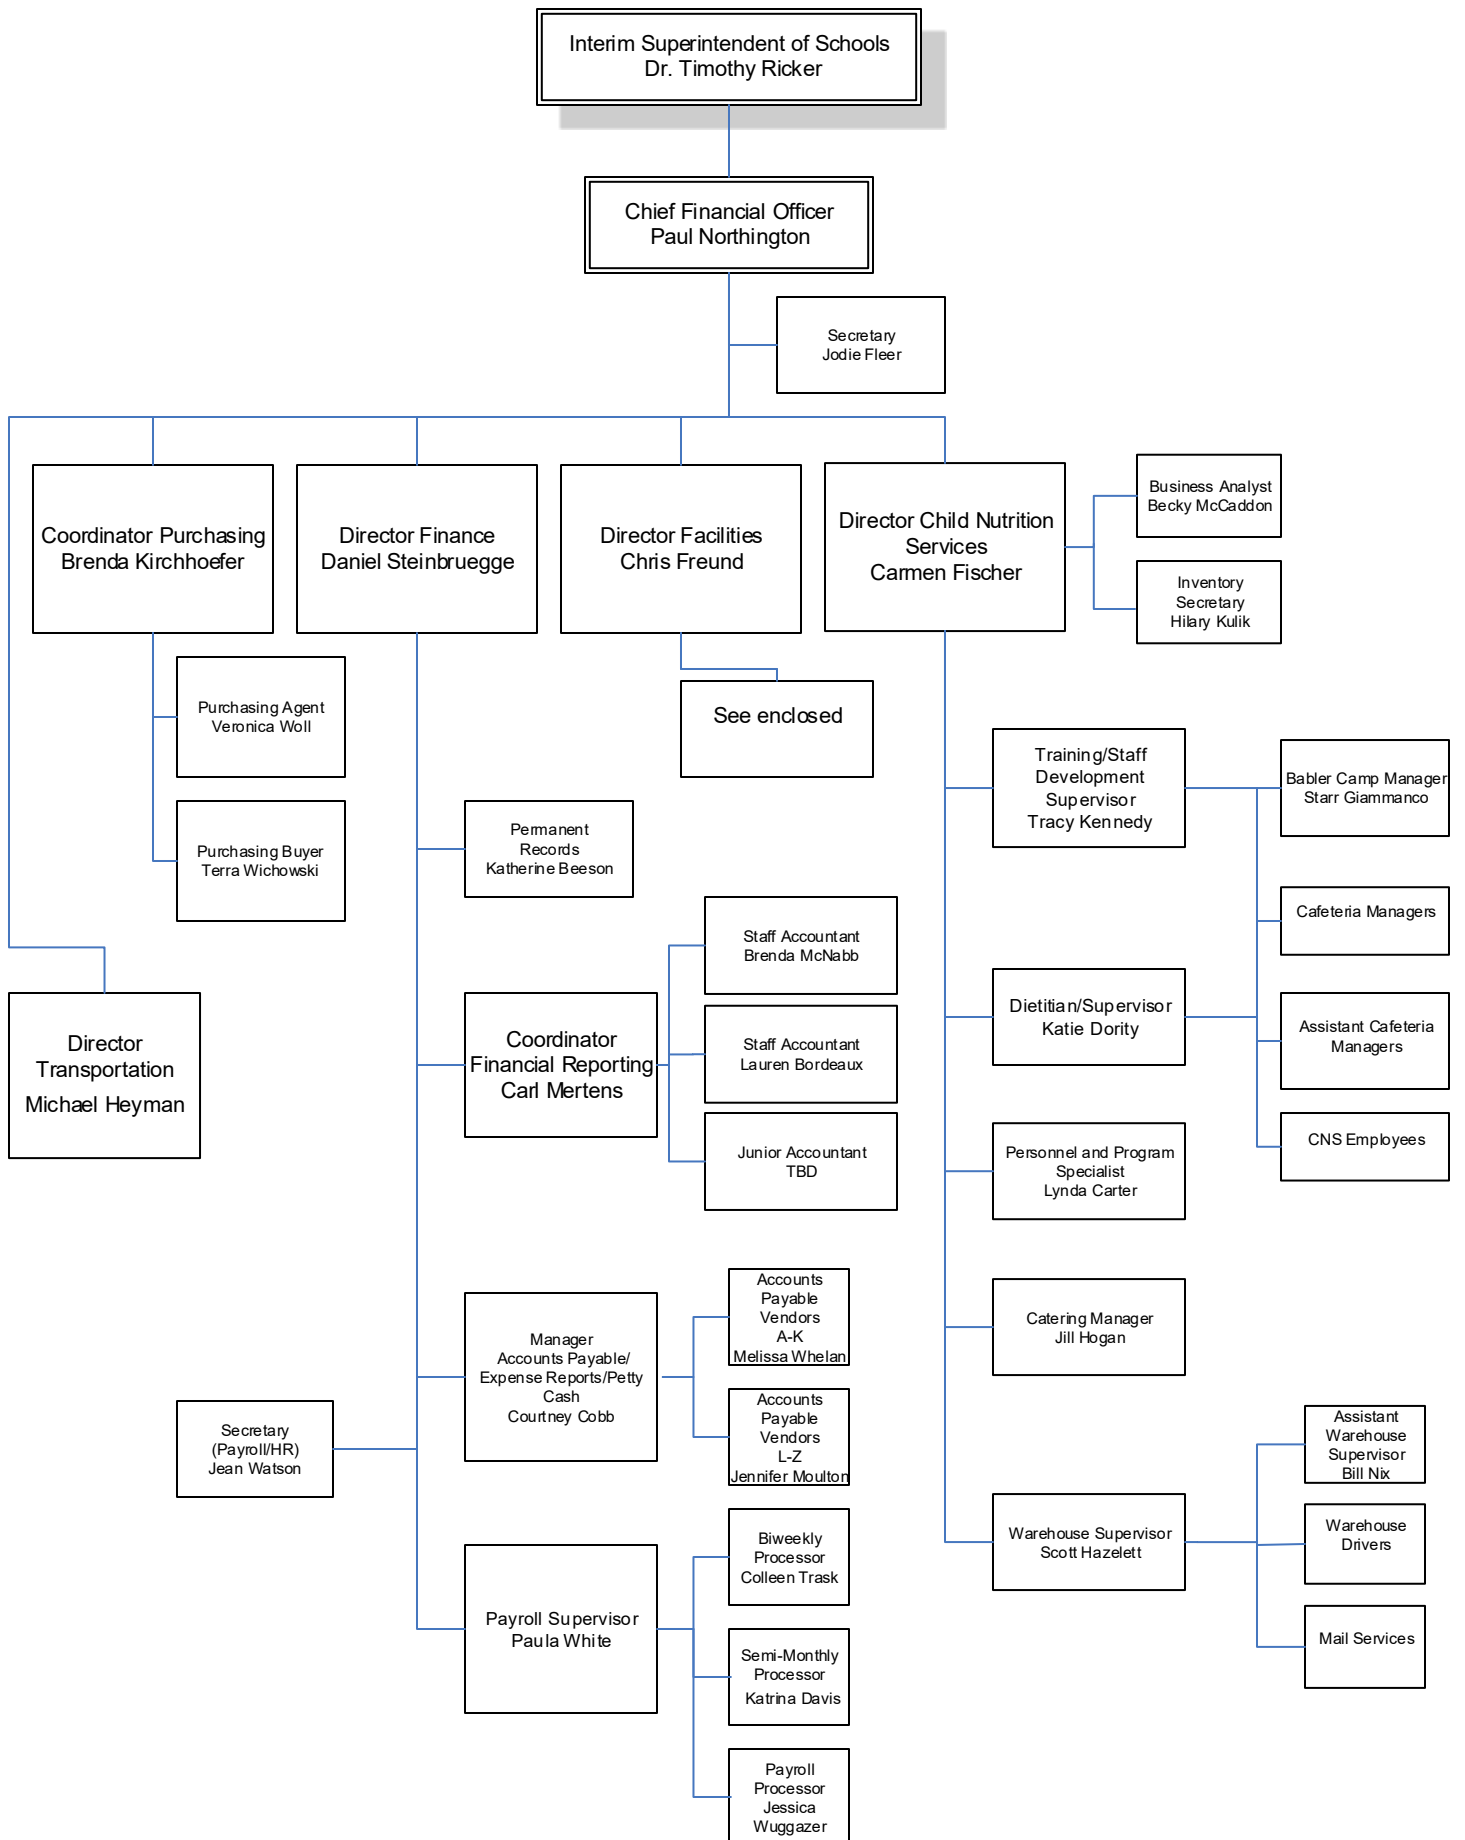 Interim Superintendent of Schools
Dr. Timothy Ricker
Chief Financial Officer
Paul Northington
Secretary
Jodie Fleer
Coordinator Purchasing
Brenda Kirchhoefer
Director Finance
Daniel Steinbruegge
Director Facilities
Chris Freund
Director Child Nutrition
Services
Carmen Fischer
Business Analyst
Becky McCaddon
Inventory
Secretary
Hilary Kulik
Purchasing Agent
Veronica Woll
Purchasing Buyer
Terra Wichowski
See enclosed
Permanent
Records
Katherine Beeson
Training/Staff
Development
Supervisor
Tracy Kennedy
Babler Camp Manager
Starr Giammanco
Cafeteria Managers
Director
Transportation
Michael Heyman
Coordinator
Financial Reporting
Carl Mertens
Staff Accountant
Brenda McNabb
Staff Accountant
Lauren Bordeaux
Junior Accountant
TBD
Dietitian/Supervisor
Katie Dority
Assistant Cafeteria
Managers
CNS Employees
Personnel and Program
Specialist
Lynda Carter
Catering Manager
Jill Hogan
Manager
Accounts Payable/
Expense Reports/Petty
Cash
Courtney Cobb
Accounts
Payable
Vendors
A-K
Melissa Whelan
Accounts
Payable
Vendors
L-Z
Jennifer Moulton
Secretary
(Payroll/HR)
Jean Watson
Warehouse Supervisor
Scott Hazelett
Assistant
Warehouse
Supervisor
Bill Nix
Warehouse
Drivers
Mail Services
Payroll Supervisor
Paula White
Biweekly
Processor
Colleen Trask
Semi-Monthly
Processor
Katrina Davis
Payroll
Processor
Jessica
Wuggazer